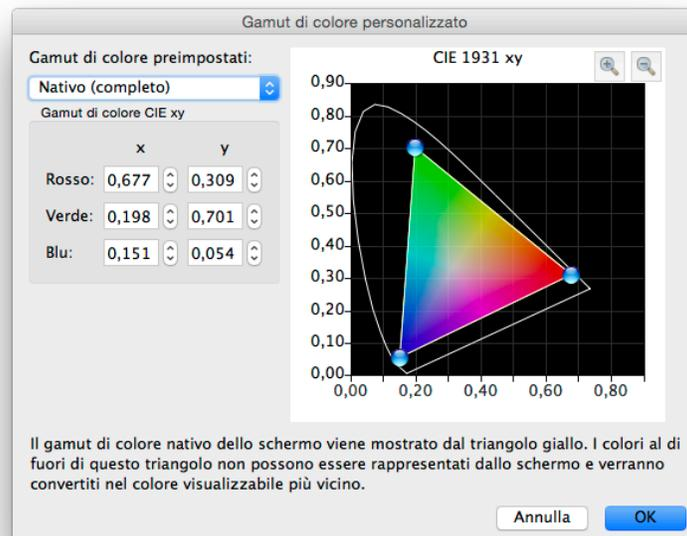 Gamut di colore personalizzato
Gamut di colore preimpostati:
Nativo (completo)
Gamut di colore CIE xy
x y
Rosso: 0,677 0,309
Verde: 0,198 0,701
Blu: 0,151 0,054
CIE 1931 xy
0,90
0,80
0,70
0,60
0,50
0,40
0,30
0,20
0,10
0,00
0,00 0,20 0,40 0,60 0,80
Il gamut di colore nativo dello schermo viene mostrato dal triangolo giallo. I colori al di
fuori di questo triangolo non possono essere rappresentati dallo schermo e verranno
convertiti nel colore visualizzabile più vicino.
Annulla OK